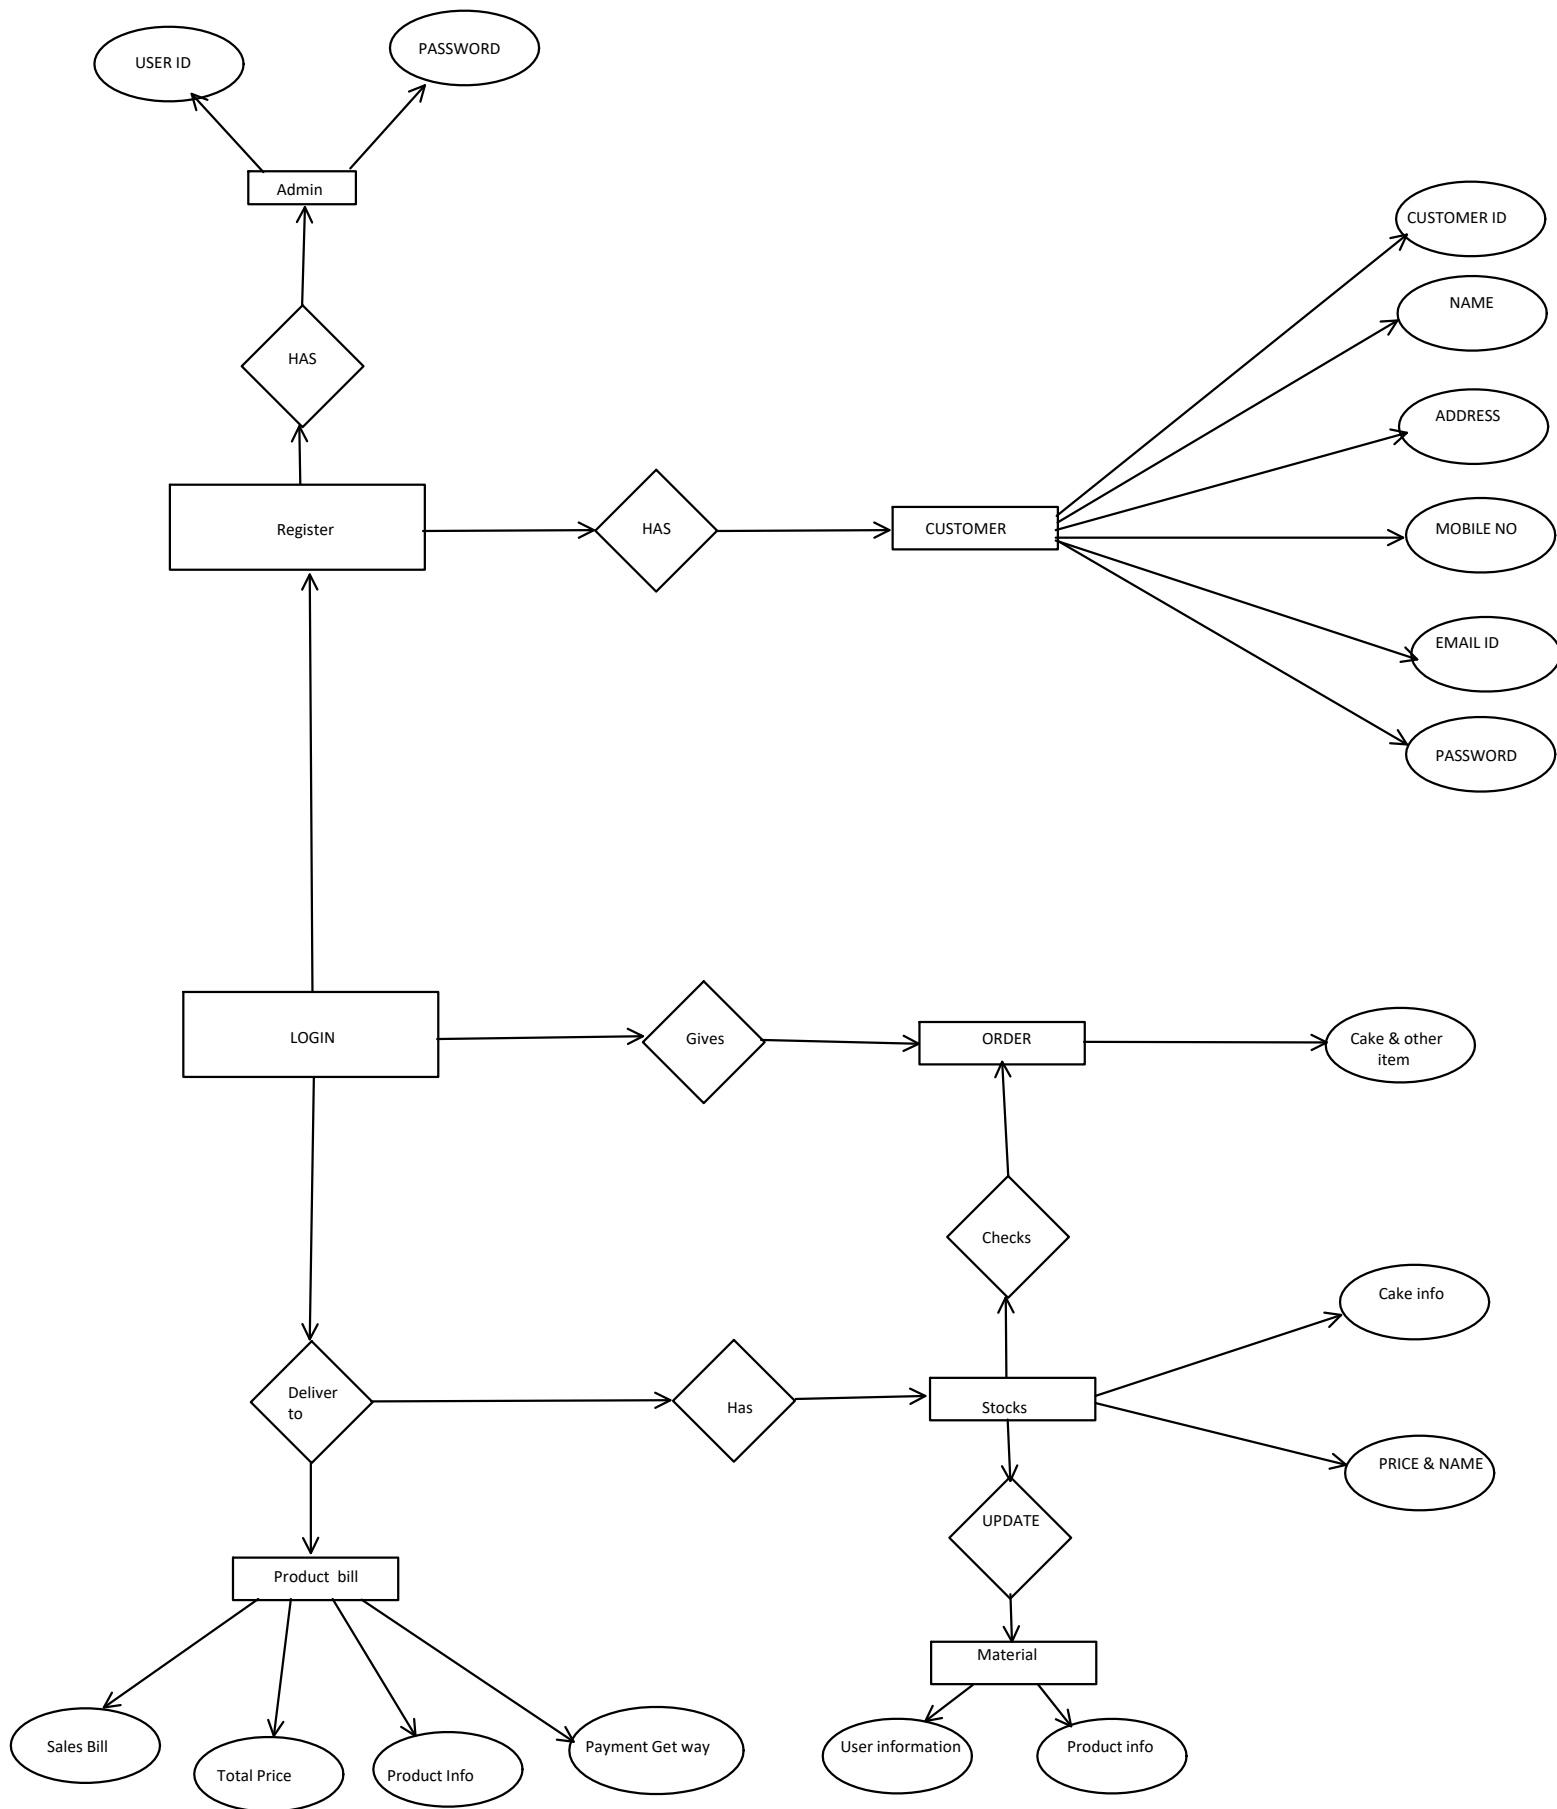 USER ID
PASSWORD
Admin
CUSTOMER ID
NAME
HAS
ADDRESS
Register
HAS
CUSTOMER
MOBILE NO
EMAIL ID
PASSWORD
LOGIN
Gives
ORDER
Cake & other
item
Checks
Cake info
Deliver
to
Has
Stocks
PRICE & NAME
UPDATE
Product bill
Material
Sales Bill
Total Price
Product Info
Payment Get way
User information
Product info